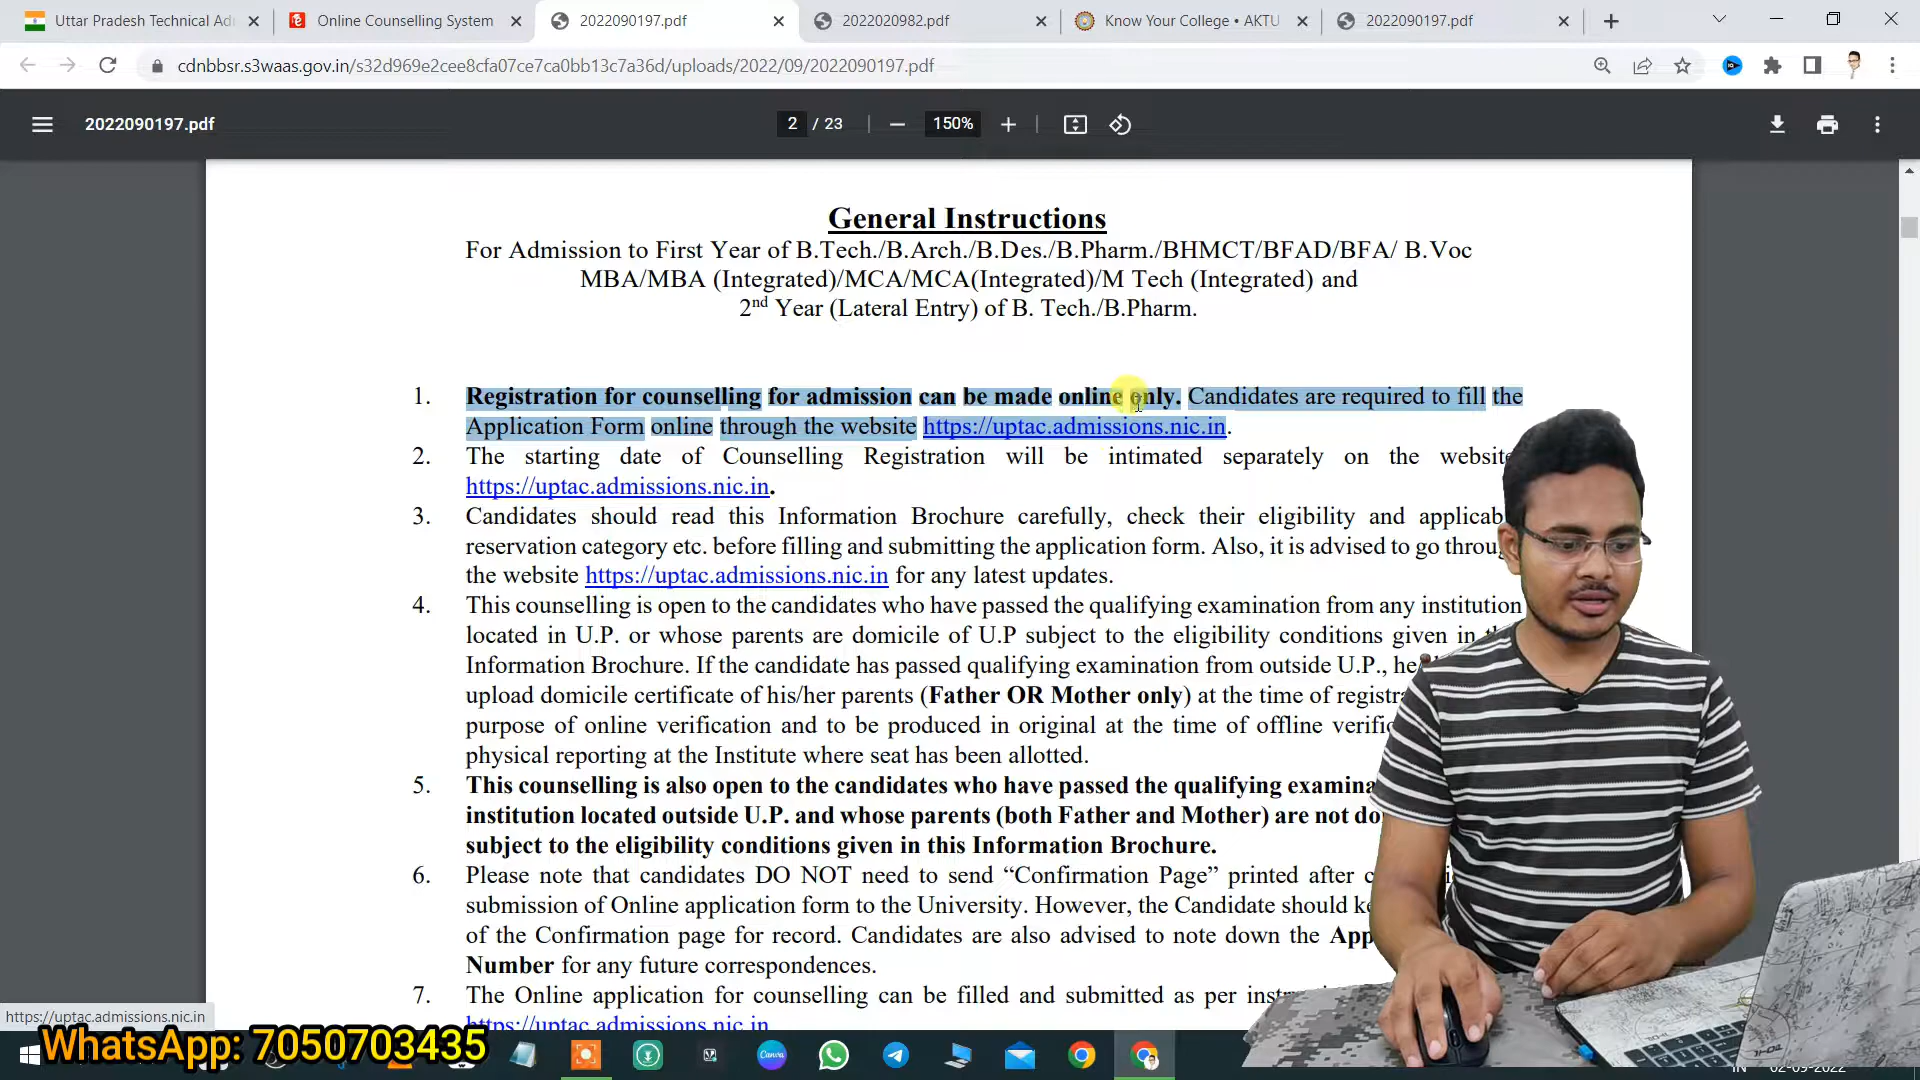 Uttar Pradesh Technical Ad
Online Counselling System
2022090197.pdf
2022020982.pdf
Know Your College • AKTU
2022090197.pdf
cdnbbsr.s3waas.gov.in/s32d969e2cee8cfa07ce7ca0bb13c7a36d/uploads/2022/09/2022090197.pdf
2022090197.pdf
2 / 23
150%
General Instructions
For Admission to First Year of B.Tech./B.Arch./B.Des./B.Pharm./BHMCT/BFAD/BFA/ B.Voc
MBA/MBA (Integrated)/MCA/MCA(Integrated)/M Tech (Integrated) and
2nd Year (Lateral Entry) of B. Tech./B.Pharm.
1. Registration for counselling for admission can be made online only. Candidates are required to fill the
Application Form online through the website https://uptac.admissions.nic.in.
2. The starting date of Counselling Registration will be intimated separately on the website
https://uptac.admissions.nic.in.
3. Candidates should read this Information Brochure carefully, check their eligibility and applicab
reservation category etc. before filling and submitting the application form. Also, it is advised to go throug
the website https://uptac.admissions.nic.in for any latest updates.
4. This counselling is open to the candidates who have passed the qualifying examination from any institution
located in U.P. or whose parents are domicile of U.P subject to the eligibility conditions given in th
Information Brochure. If the candidate has passed qualifying examination from outside U.P., he
upload domicile certificate of his/her parents (Father OR Mother only) at the time of registra
purpose of online verification and to be produced in original at the time of offline verific
physical reporting at the Institute where seat has been allotted.
5. This counselling is also open to the candidates who have passed the qualifying examina
institution located outside U.P. and whose parents (both Father and Mother) are not do
subject to the eligibility conditions given in this Information Brochure.
6. Please note that candidates DO NOT need to send “Confirmation Page” printed after c
submission of Online application form to the University. However, the Candidate should ke
of the Confirmation page for record. Candidates are also advised to note down the App
Number for any future correspondences.
7. The Online application for counselling can be filled and submitted as per instr
https://uptac.admissions.nic.in
https://uptac.admissions.nic.in
WhatsApp: 7050703435
Canva
IN 02-09-2022